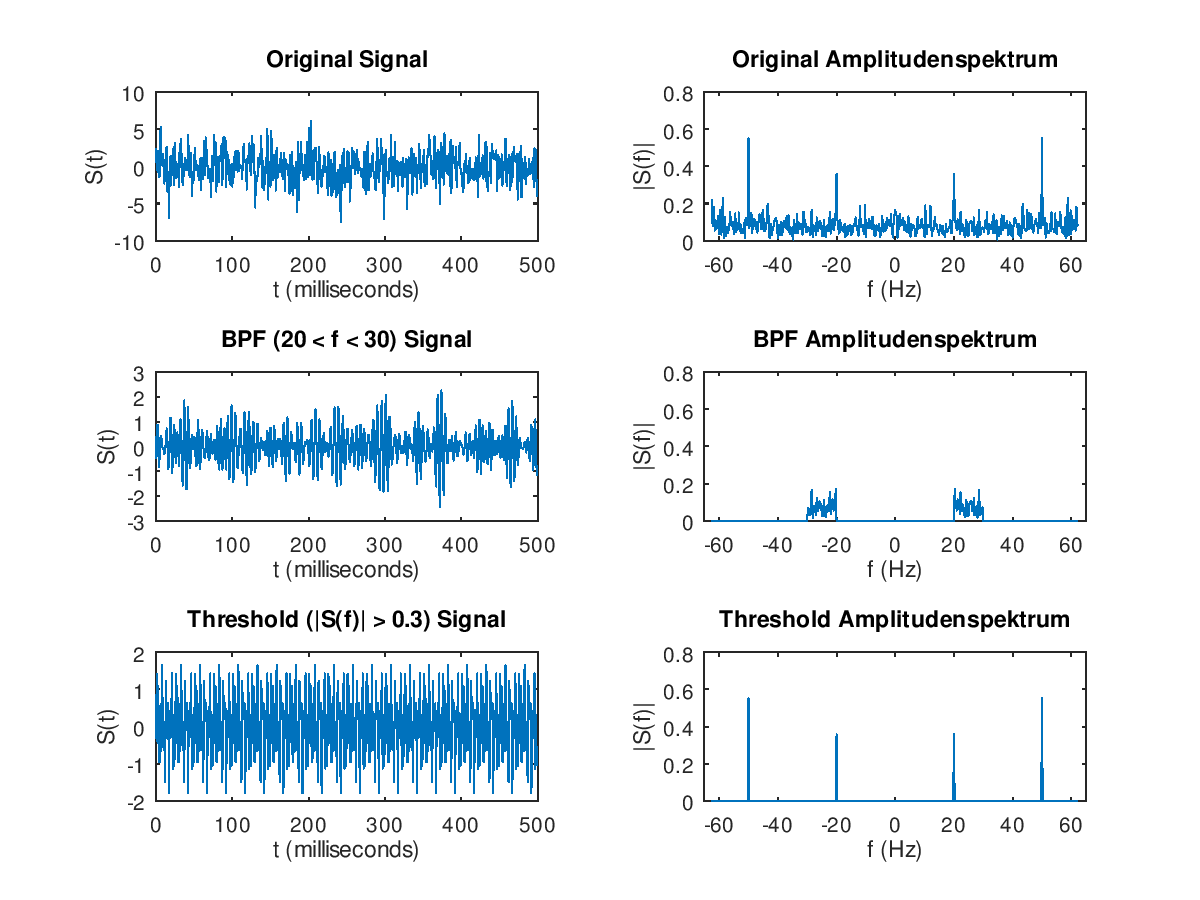 Original Signal
10
5
0
-5
-10
S(t)
0 100 200 300 400 500
t (milliseconds)
Original Amplitudenspektrum
0.8
0.6
0.4
0.2
0
|S(f)|
-60 -40 -20 0 20 40 60
f (Hz)
BPF (20 < f < 30) Signal
3
2
1
0
-1
-2
-3
S(t)
0 100 200 300 400 500
t (milliseconds)
BPF Amplitudenspektrum
0.8
0.6
0.4
0.2
0
|S(f)|
-60 -40 -20 0 20 40 60
f (Hz)
Threshold (|S(f)| > 0.3) Signal
2
1
0
-1
-2
S(t)
0 100 200 300 400 500
t (milliseconds)
Threshold Amplitudenspektrum
0.8
0.6
0.4
0.2
0
|S(f)|
-60 -40 -20 0 20 40 60
f (Hz)